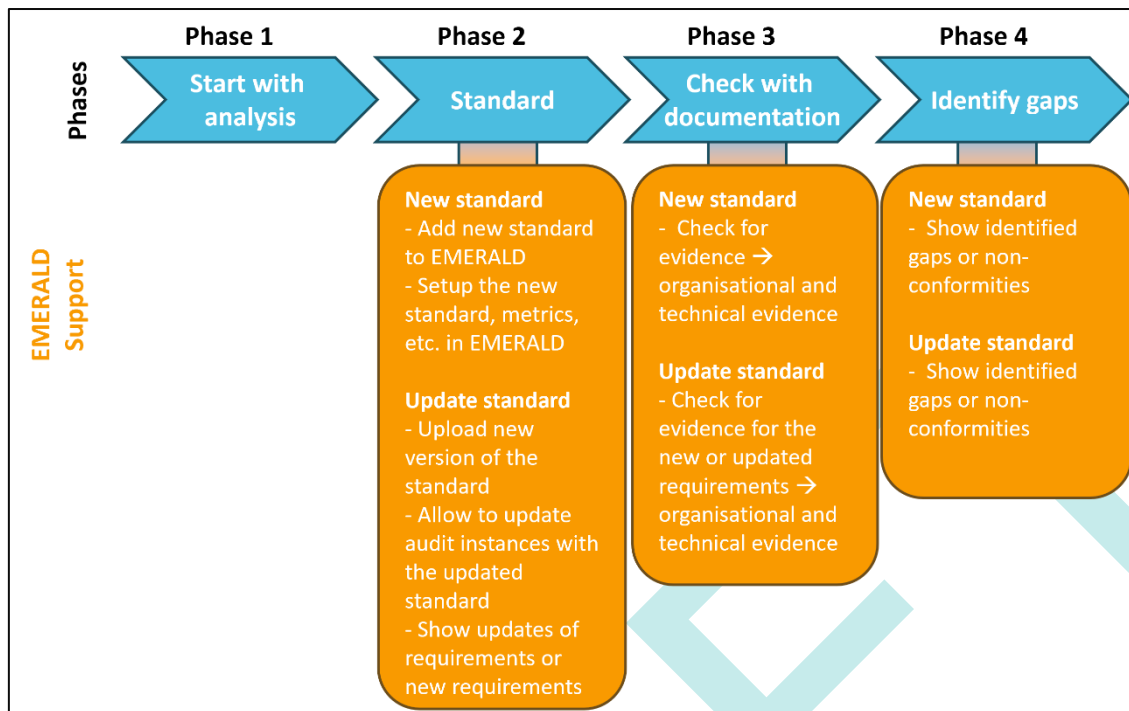 Phase 1
Phase 2
Phase 3
Phase 4
Phases
Start with
analysis
Standard
Check with
documentation
Identify gaps
EMERALD
Support
New standard
- Add new standard
to EMERALD
- Setup the new
standard, metrics,
etc. in EMERALD
Update standard
- Upload new
version of the
standard
- Allow to update
audit instances with
the updated
standard
- Show updates of
requirements or
new requirements
New standard
- Check for
evidence →
organisational and
technical evidence
Update standard
- Check for
evidence for the
new or updated
requirements →
organisational and
technical evidence
New standard
- Show identified
gaps or non-
conformities
Update standard
- Show identified
gaps or non-
conformities